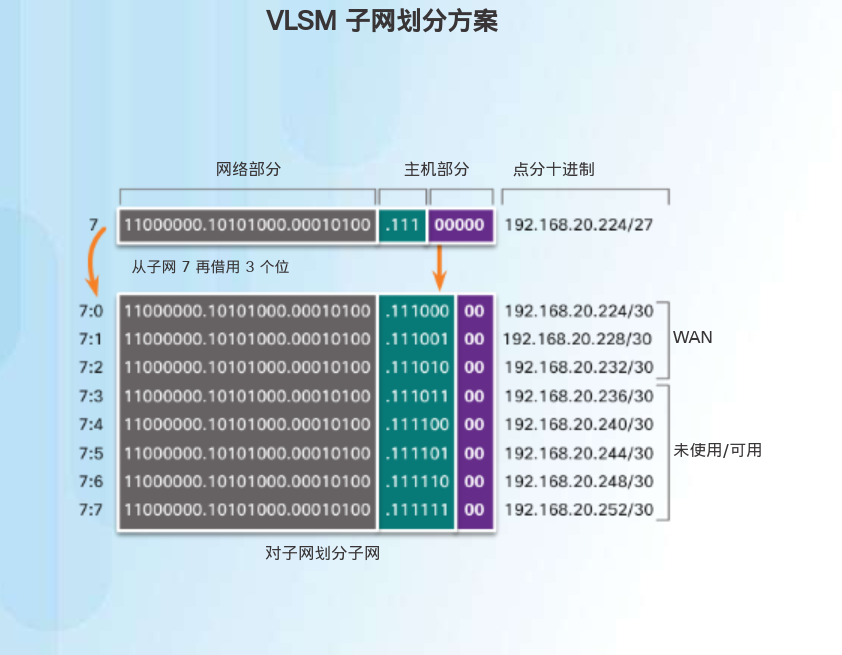 VLSM 子网划分方案
网络部分 主机部分 点分十进制
7 11000000.10101000.00010100 .111 00000 192.168.20.224/27
从子网 7 再借用 3 个位
7:0 11000000.10101000.00010100 .111000 00 192.168.20.224/30
7:1 11000000.10101000.00010100 .111001 00 192.168.20.228/30
WAN
7:2 11000000.10101000.00010100 .111010 00 192.168.20.232/30
7:3 11000000.10101000.00010100 .111011 00 192.168.20.236/30
7:4 11000000.10101000.00010100 .111100 00 192.168.20.240/30
7:5 11000000.10101000.00010100 .111101 00 192.168.20.244/30
未使用/可用
7:6 11000000.10101000.00010100 .111110 00 192.168.20.248/30
7:7 11000000.10101000.00010100 .111111 00 192.168.20.252/30
对子网划分子网